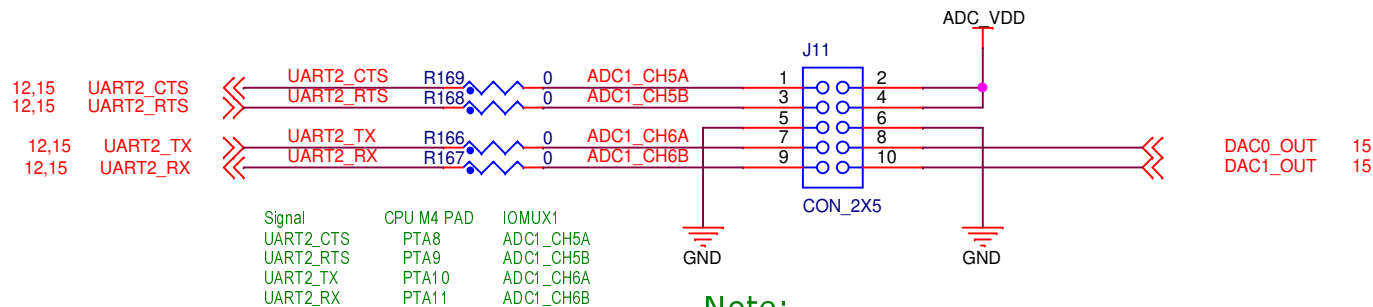 ADC_VDD
J11
12,15 UART2_CTS UART2_CTS R169 0 ADC1_CH5A 1 2
12,15 UART2_RTS UART2_RTS R168 0 ADC1_CH5B 3 4
5 6
12,15 UART2_TX UART2_TX R166 0 ADC1_CH6A 7 8 DAC0_OUT 15
12,15 UART2_RX UART2_RX R167 0 ADC1_CH6B 9 10 DAC1_OUT 15
CON_2X5
Signal CPU M4 PAD IOMUX1
UART2_CTS PTA8 ADC1_CH5A
UART2_RTS PTA9 ADC1_CH5B
UART2_TX PTA10 ADC1_CH6A
UART2_RX PTA11 ADC1_CH6B
GND GND
Note: